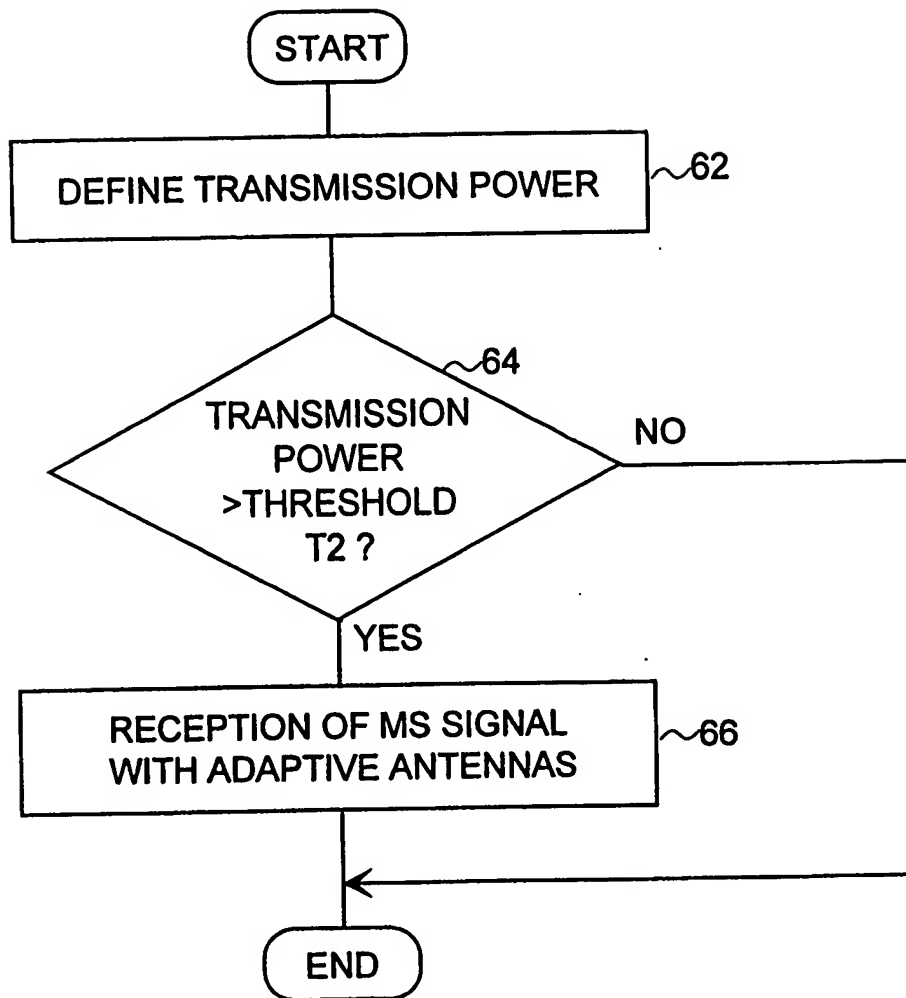 START
DEFINE TRANSMISSION POWER
62
64
TRANSMISSION
POWER
>THRESHOLD
T2 ?
NO
YES
RECEPTION OF MS SIGNAL
WITH ADAPTIVE ANTENNAS
66
END